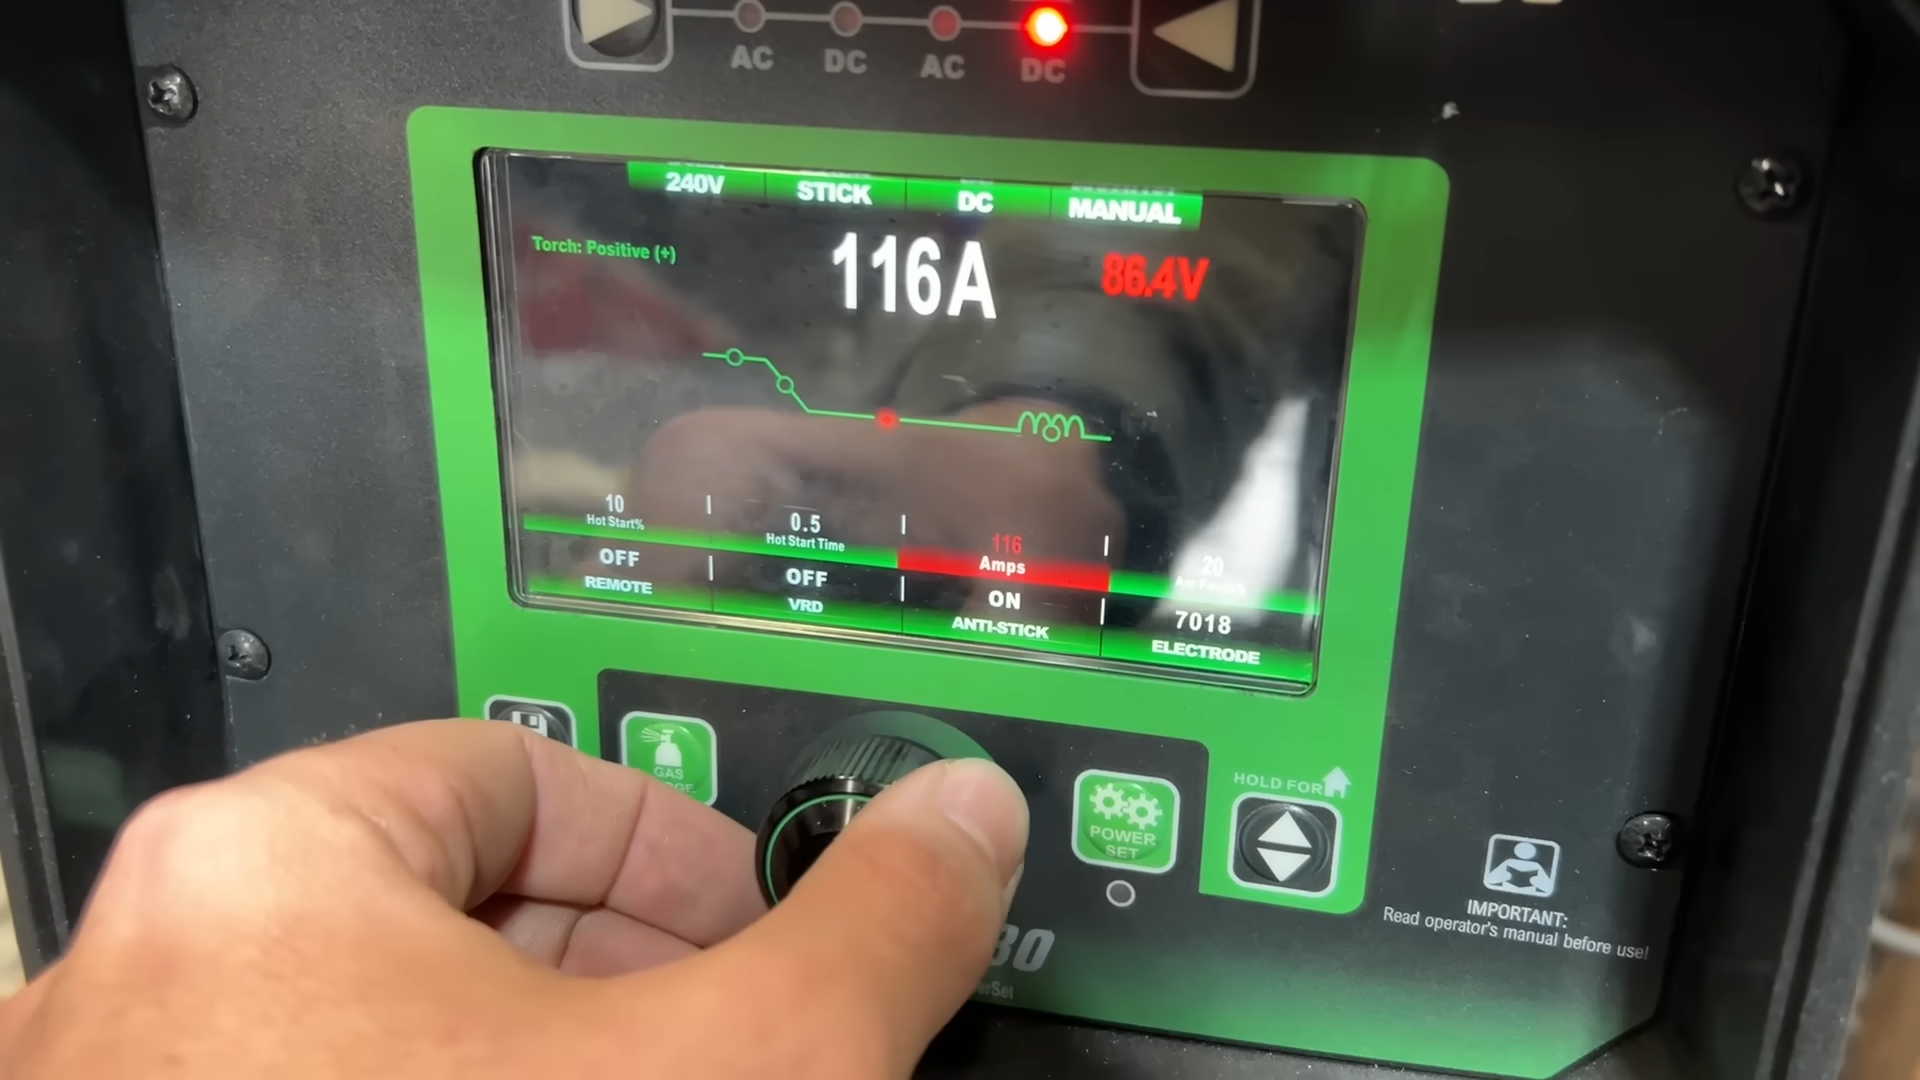 AC DC AC DC
240V STICK DC MANUAL
Torch: Positive (+)
116A
86.4V
10
Hot Start%
0.5
Hot Start Time
116
Amps
20
OFF
REMOTE
OFF
VRD
ON
ANTI-STICK
7018
ELECTRODE
GAS
POWER
SET
HOLD FOR
IMPORTANT:
Read operator's manual before use!